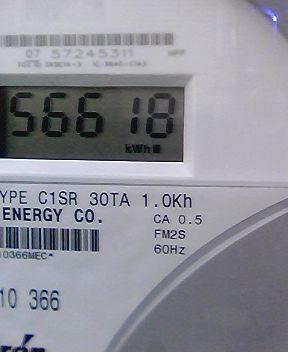 07 57245311
56618
kWh
YPE C1SR 30TA 1.0Kh
ENERGY CO.
CA 0.5
FM2S
60Hz
10366MEC*
10 366